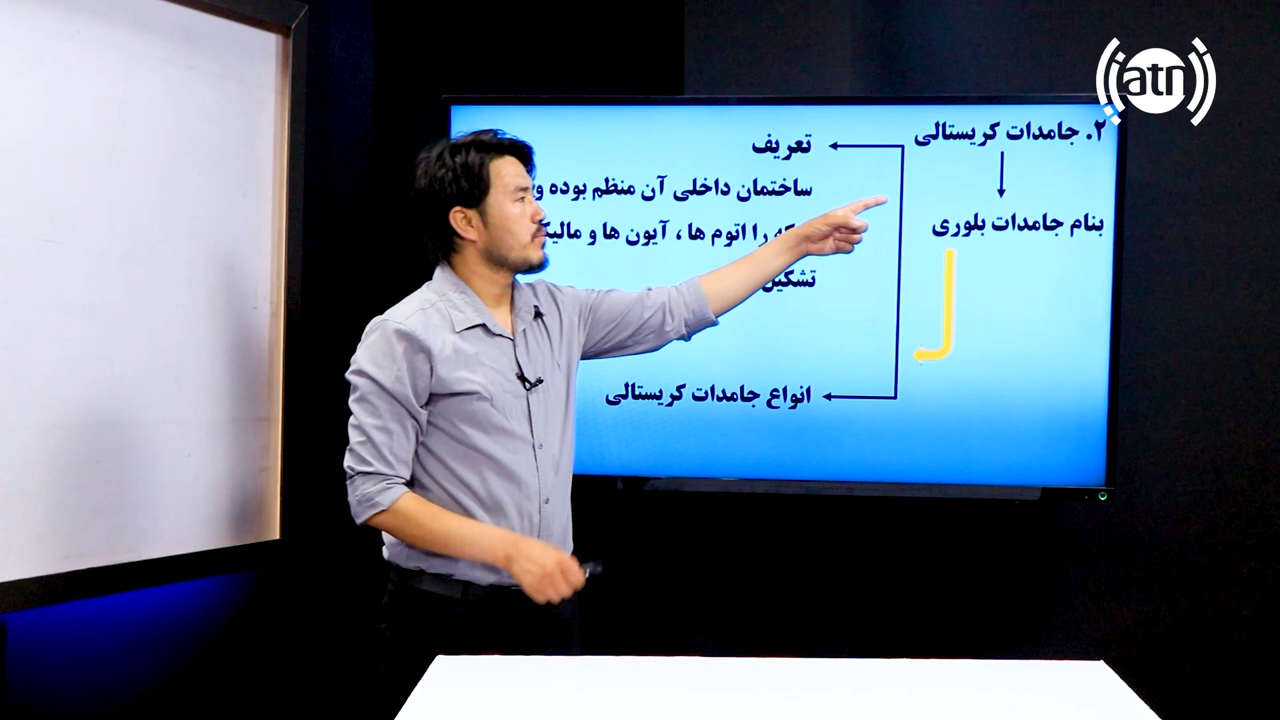 atn
۲. جامدات کریستالی
بنام جامدات بلوری
تعریف
ساختمان داخلی آن منظم بوده و
را اتوم ها ، آیون ها و
انواع جامدات کریستالی